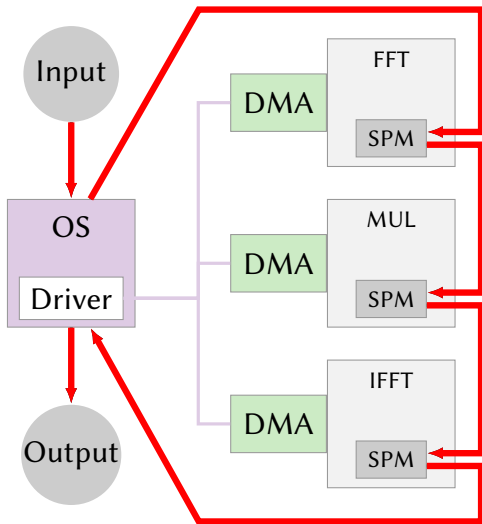 Input
OS
Driver
Output
DMA
FFT
SPM
DMA
MUL
SPM
DMA
IFFT
SPM